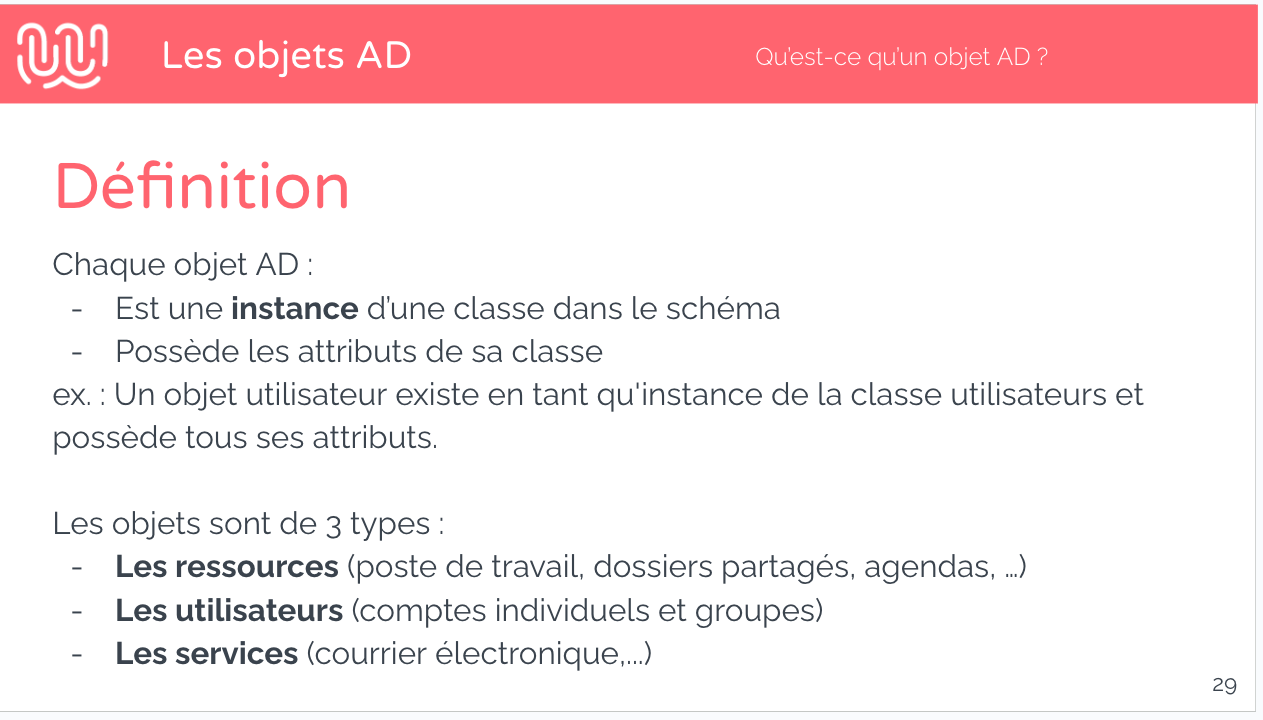 Les objets AD
Qu'est-ce qu'un objet AD ?
Définition
Chaque objet AD :
- Est une instance d'une classe dans le schéma
- Possède les attributs de sa classe
ex. : Un objet utilisateur existe en tant qu'instance de la classe utilisateurs et
possède tous ses attributs.
Les objets sont de 3 types :
- Les ressources (poste de travail, dossiers partagés, agendas, …)
- Les utilisateurs (comptes individuels et groupes)
- Les services (courrier électronique,...)
29